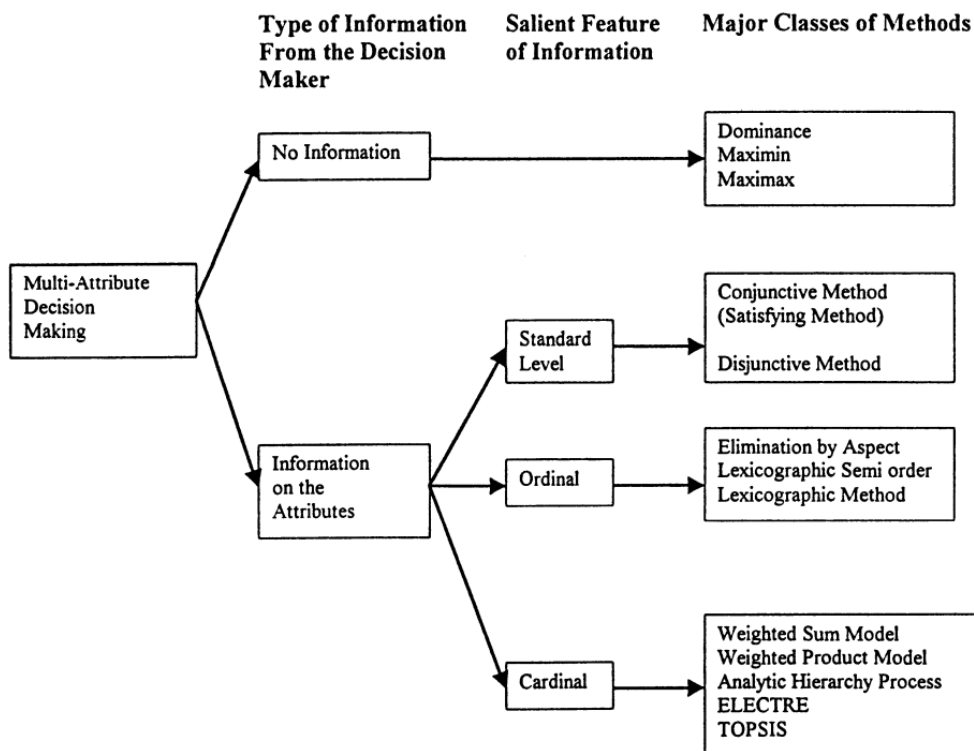 Type of Information
From the Decision
Maker
Salient Feature
of Information
Major Classes of Methods
No Information
Dominance
Maximin
Maximax
Multi-Attribute
Decision
Making
Standard
Level
Conjunctive Method
(Satisfying Method)
Disjunctive Method
Information
on the
Attributes
Ordinal
Elimination by Aspect
Lexicographic Semi order
Lexicographic Method
Cardinal
Weighted Sum Model
Weighted Product Model
Analytic Hierarchy Process
ELECTRE
TOPSIS